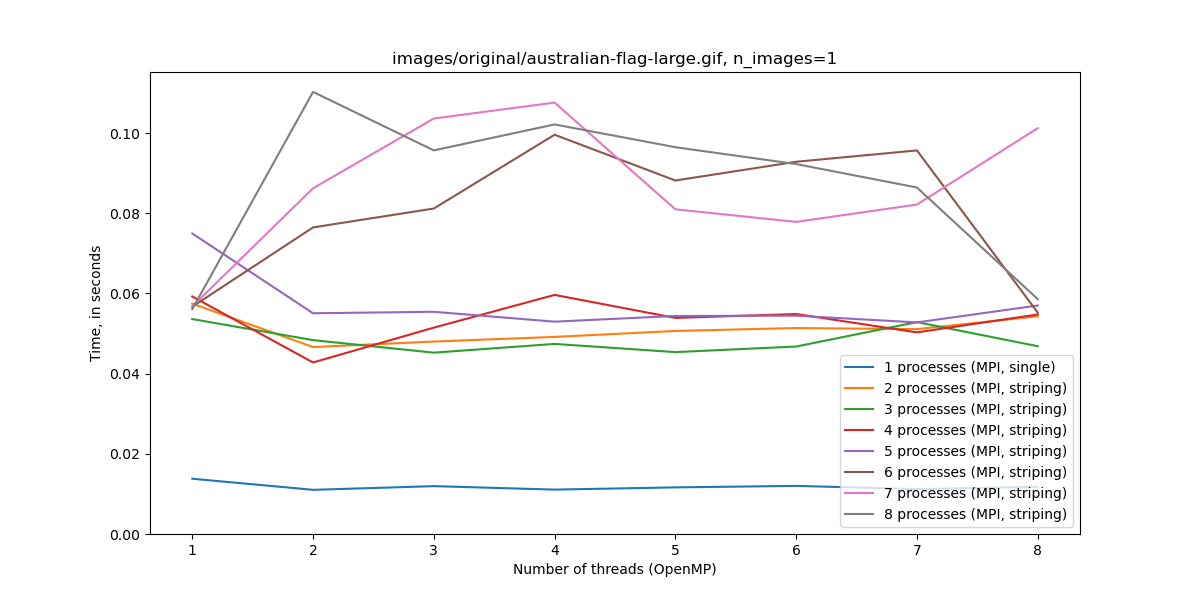 images/original/australian-flag-large.gif, n_images=1
Time, in seconds
0.10
0.08
0.06
0.04
0.02
0.00
1 processes (MPI, single)
2 processes (MPI, striping)
3 processes (MPI, striping)
4 processes (MPI, striping)
5 processes (MPI, striping)
6 processes (MPI, striping)
7 processes (MPI, striping)
8 processes (MPI, striping)
1 2 3 4 5 6 7 8
Number of threads (OpenMP)